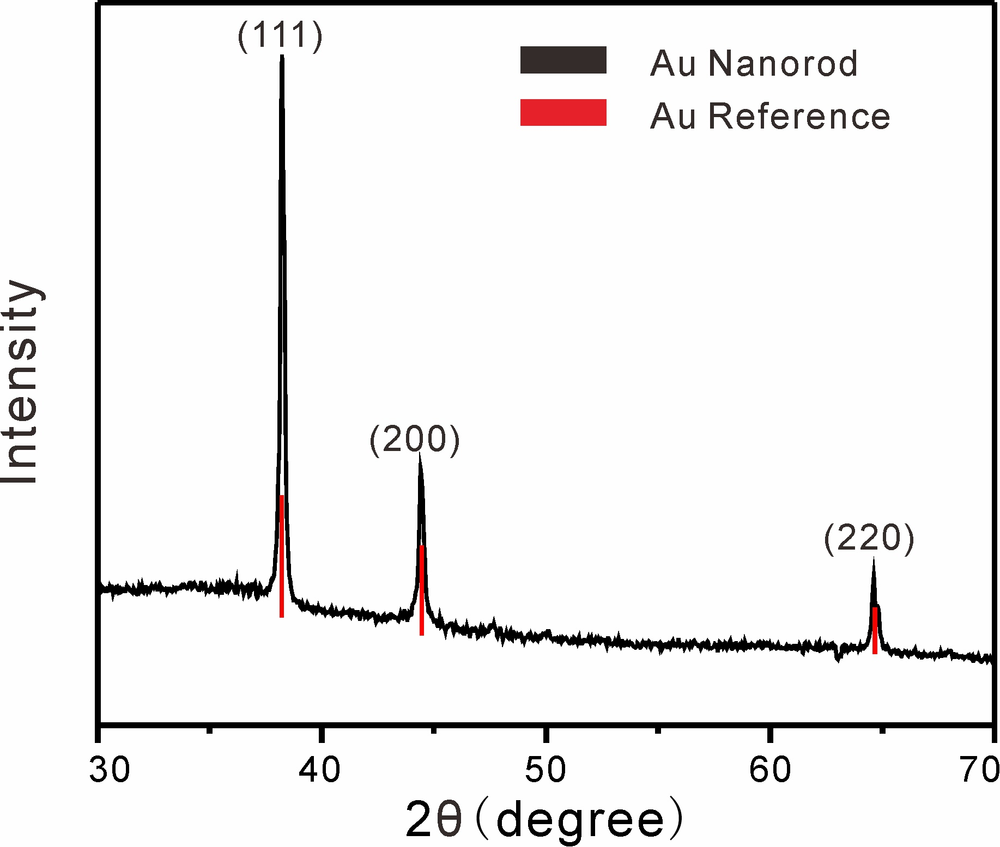 (111)
Au Nanorod
Au Reference
(200)
(220)
Intensity
30 40 50 60 70
2θ（degree）